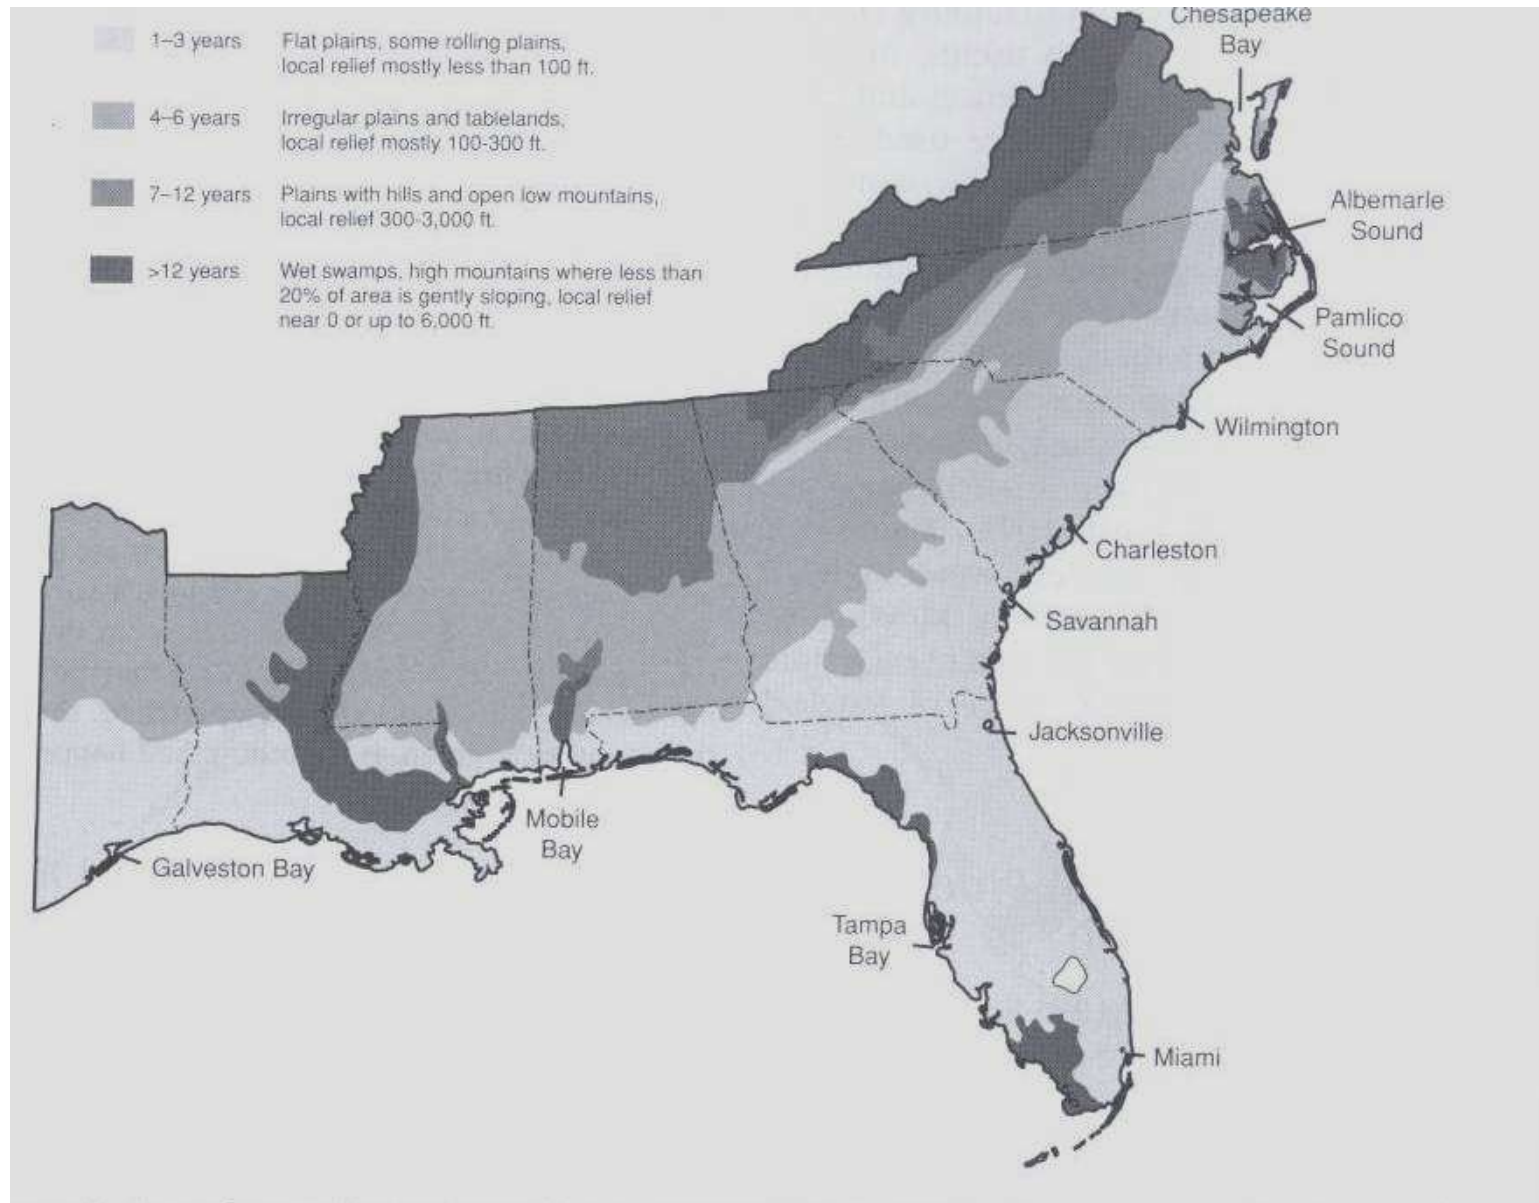 1–3 years
Flat plains, some rolling plains,
local relief mostly less than 100 ft.
4–6 years
Irregular plains and tablelands,
local relief mostly 100-300 ft.
7–12 years
Plains with hills and open low mountains,
local relief 300-3,000 ft.
>12 years
Wet swamps, high mountains where less than
20% of area is gently sloping, local relief
near 0 or up to 6,000 ft.
Chesapeake
Bay
Albemarle
Sound
Pamlico
Sound
Wilmington
Charleston
Savannah
Jacksonville
Mobile
Bay
Galveston Bay
Tampa
Bay
Miami